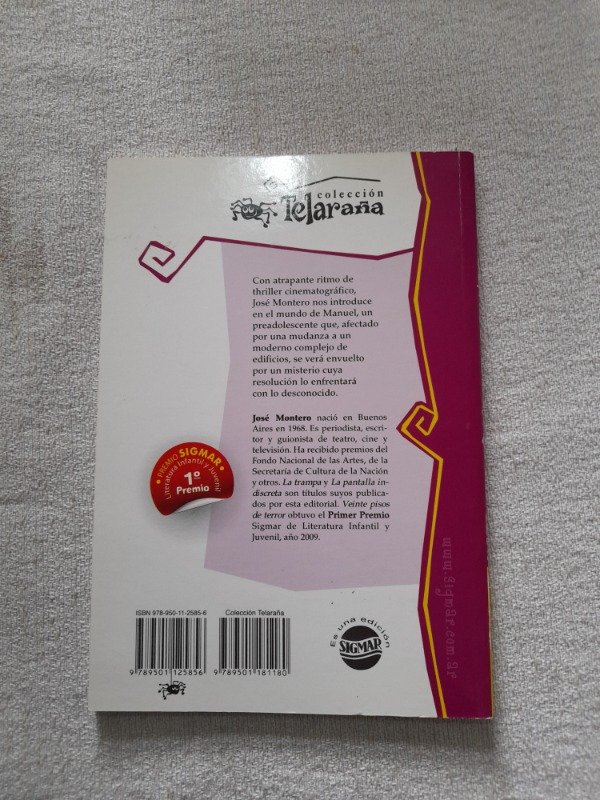 colección
Telaraña
Con atrapante ritmo de
thriller cinematográfico,
José Montero nos introduce
en el mundo de Manuel, un
preadolescente que, afectado
por una mudanza a un
moderno complejo de
edificios, se verá envuelto
por un misterio cuya
resolución lo enfrentará
con lo desconocido.
José Montero nació en Buenos
Aires en 1968. Es periodista, escri-
tor y guionista de teatro, cine y
televisión. Ha recibido premios del
Fondo Nacional de las Artes, de la
Secretaría de Cultura de la Nación
y otros. La trampa y La pantalla in-
discreta son títulos suyos publica-
dos por esta editorial. Veinte pisos
de terror obtuvo el Primer Premio
Sigmar de Literatura Infantil y
Juvenil, año 2009.
• PREMIO SIGMAR •
Literatura Infantil y Juvenil
1º
Premio
www.sigmar.com.ar
ISBN 978-950-11-2585-6
Colección Telaraña
9 789501 125856
9 789501 181180
Es una edición
SIGMAR